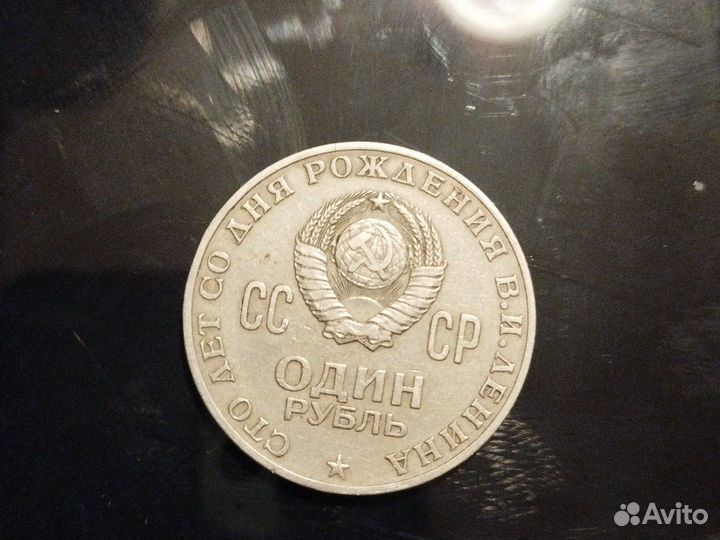 СТО ЛЕТ СО ДНЯ РОЖДЕНИЯ В.И.ЛЕНИНА
СС СР
ОДИН
РУБЛЬ
Avito